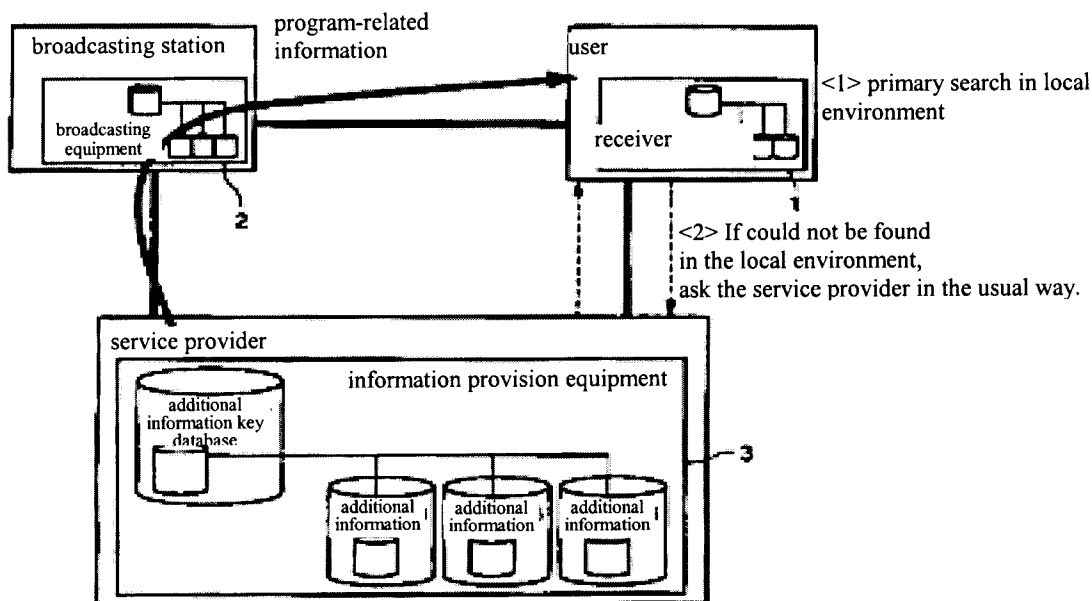 program-related
information
broadcasting station
broadcasting
equipment
2
user
receiver
1
<1> primary search in local
environment
<2> If could not be found
in the local environment,
ask the service provider in the usual way.
service provider
information provision equipment
additional
information key
database
3
additional
information
additional
information
additional
information